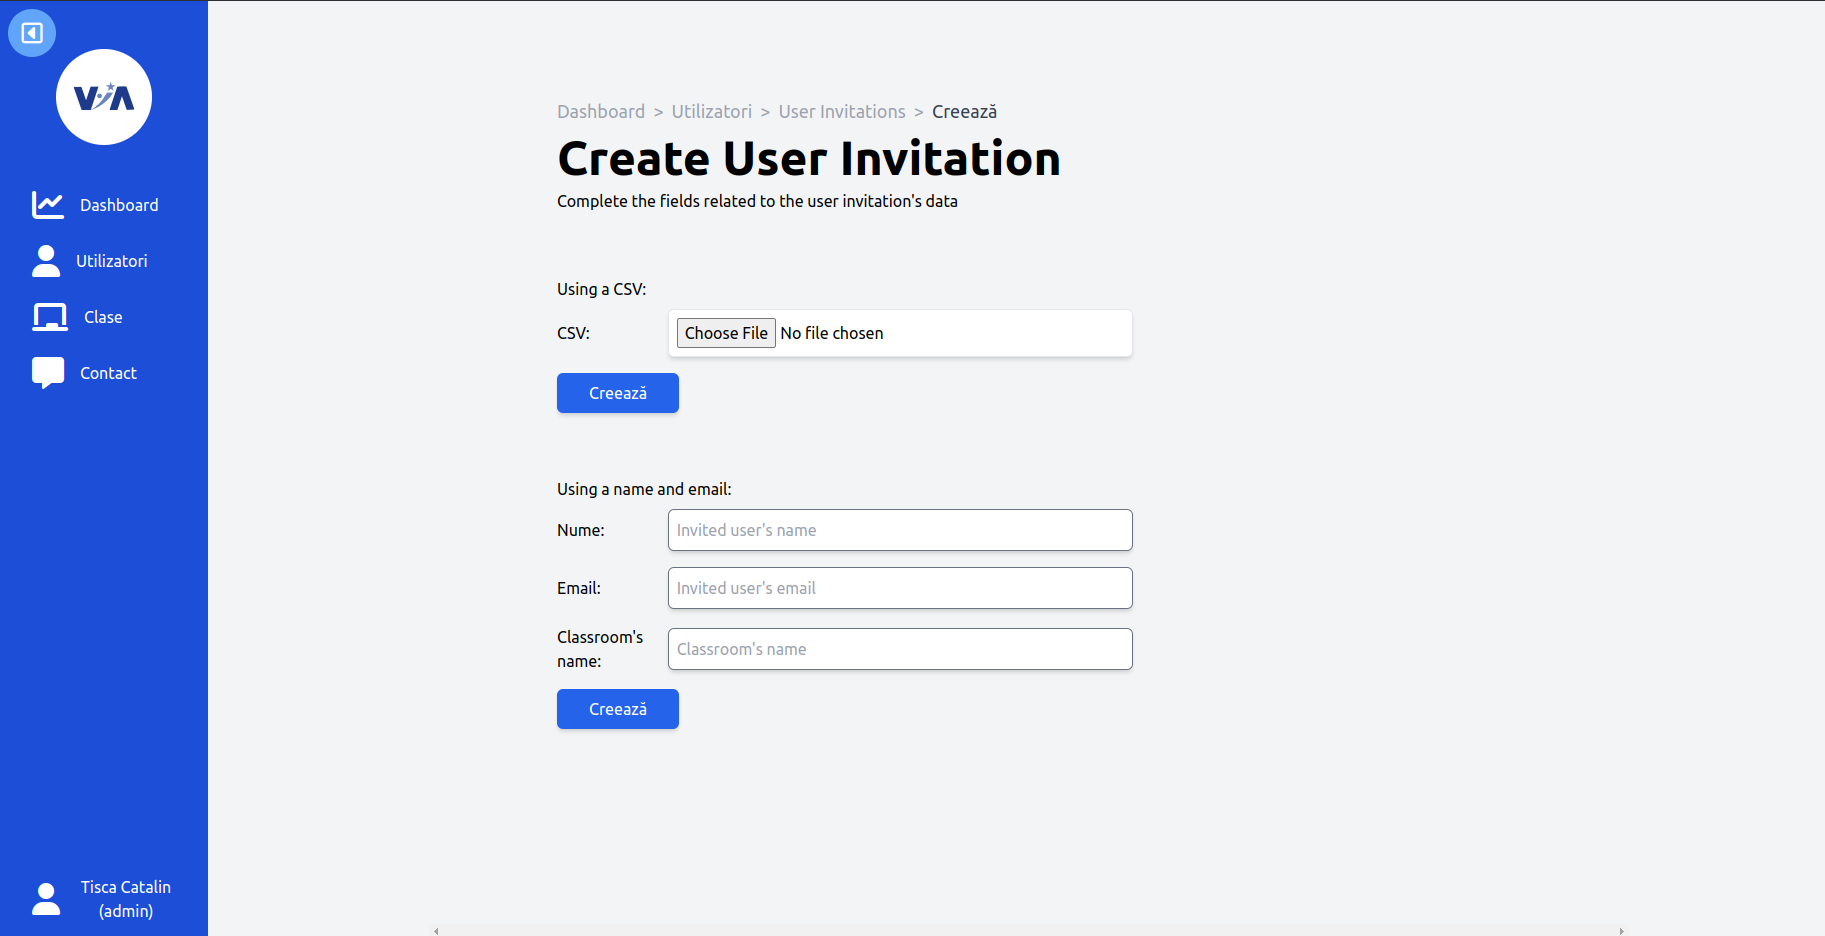 VIA
Dashboard
Utilizatori
Clase
Contact
Tisca Catalin
(admin)
Dashboard > Utilizatori > User Invitations > Creează
Create User Invitation
Complete the fields related to the user invitation's data
Using a CSV:
CSV: Choose File No file chosen
Creează
Using a name and email:
Nume: Invited user's name
Email: Invited user's email
Classroom's
name: Classroom's name
Creează